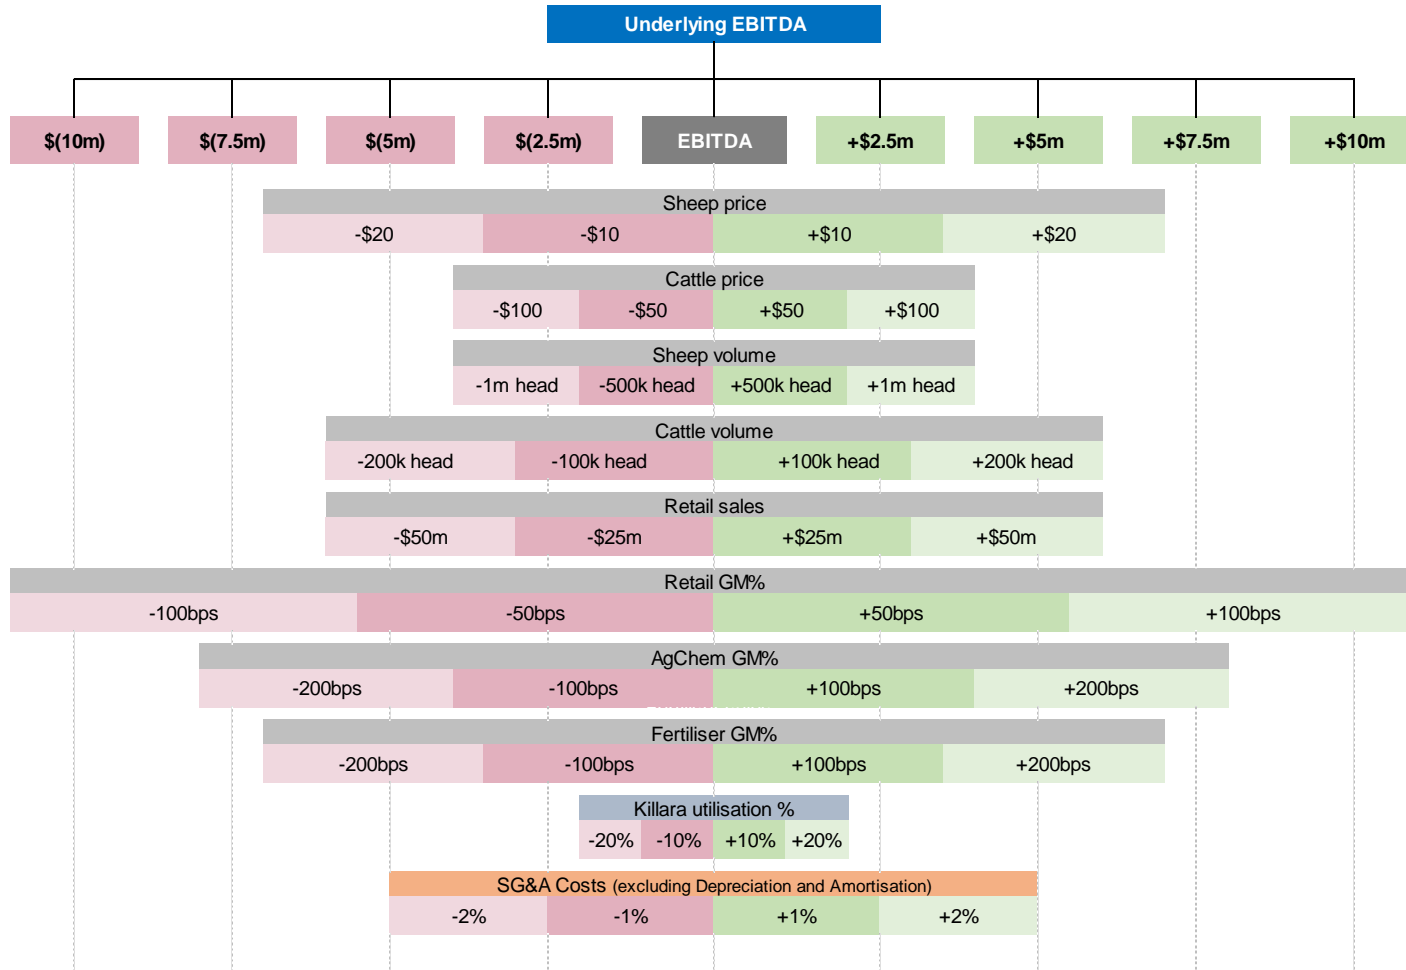 Underlying EBITDA
$(10m) $(7.5m) $(5m) $(2.5m) EBITDA +$2.5m +$5m +$7.5m +$10m
Sheep price
-$20 -$10 +$10 +$20
Cattle price
-$100 -$50 +$50 +$100
Sheep volume
-1m head -500k head +500k head +1m head
Cattle volume
-200k head -100k head +100k head +200k head
Retail sales
-$50m -$25m +$25m +$50m
Retail GM%
-100bps -50bps +50bps +100bps
AgChem GM%
-200bps -100bps +100bps +200bps
Fertiliser GM%
-200bps -100bps +100bps +200bps
Killara utilisation %
-20% -10% +10% +20%
SG&A Costs (excluding Depreciation and Amortisation)
-2% -1% +1% +2%